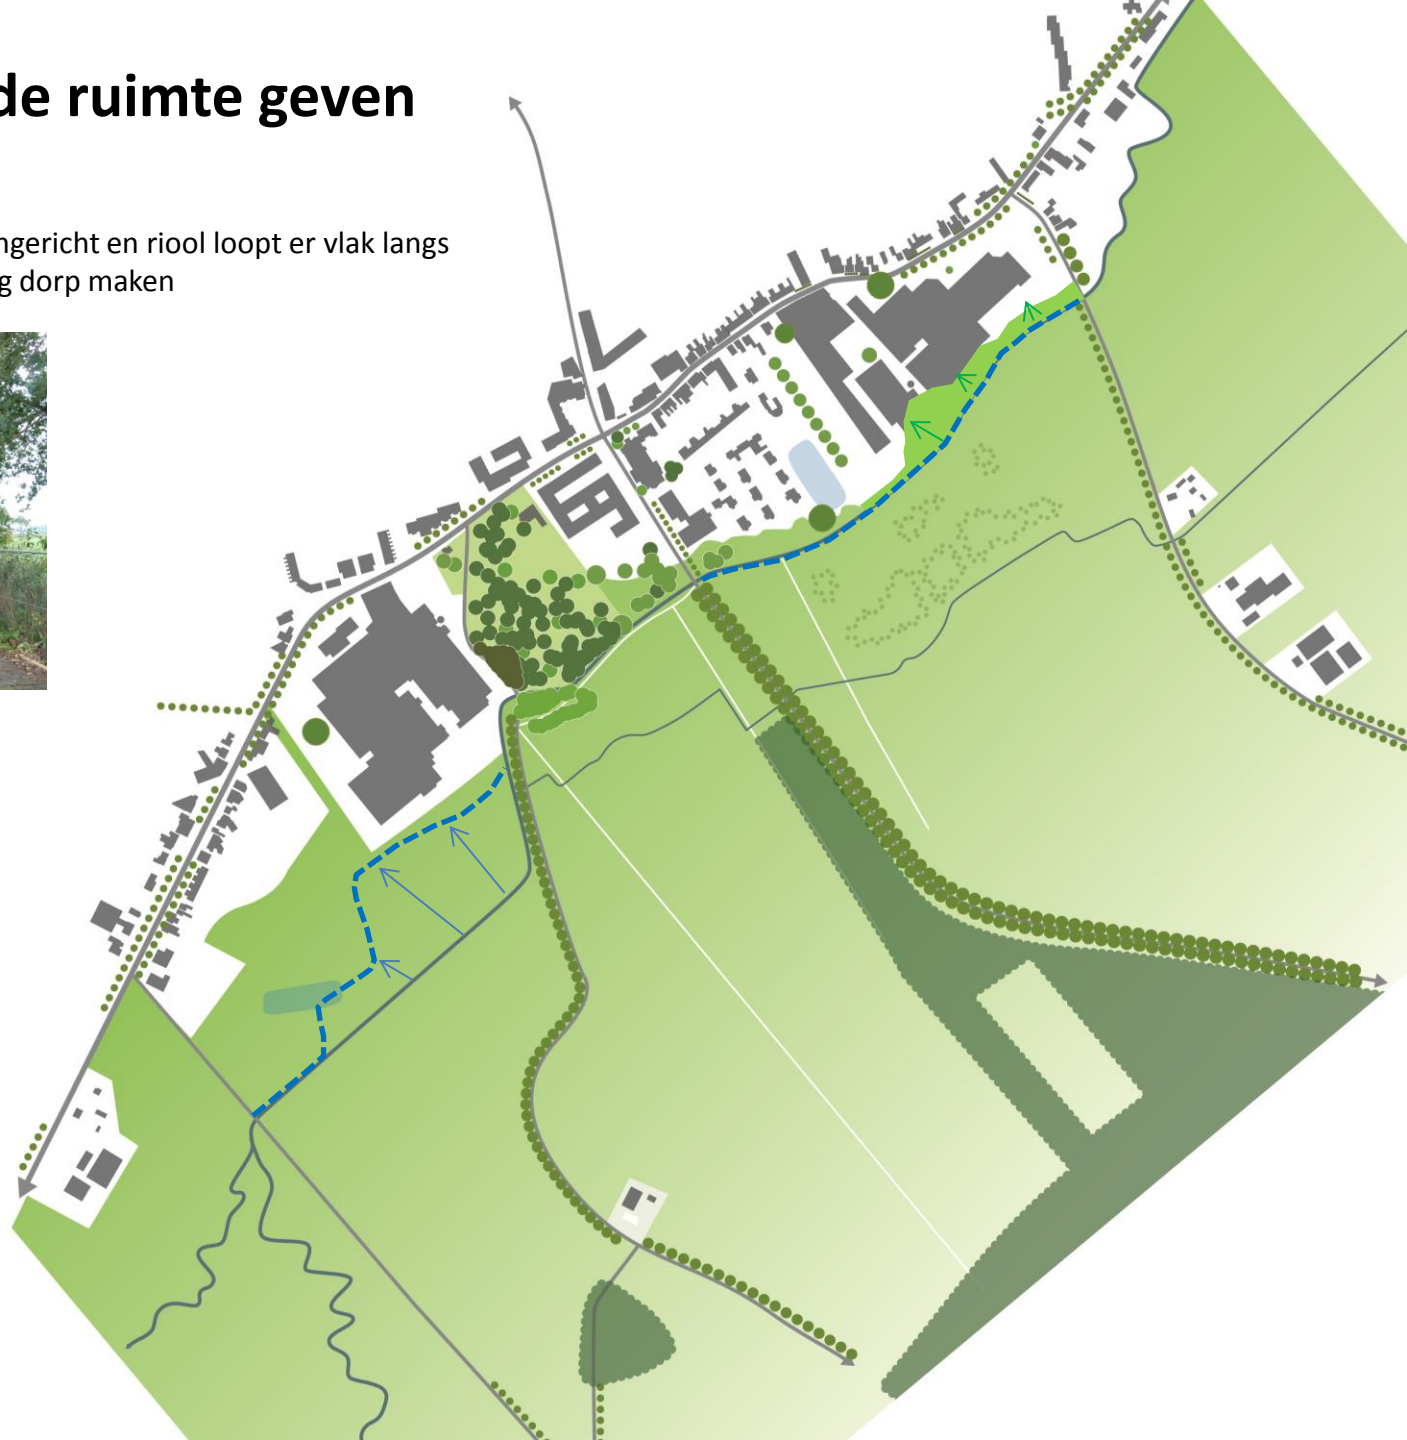 de ruimte geven
ngericht en riool loopt er vlak langs
g dorp maken